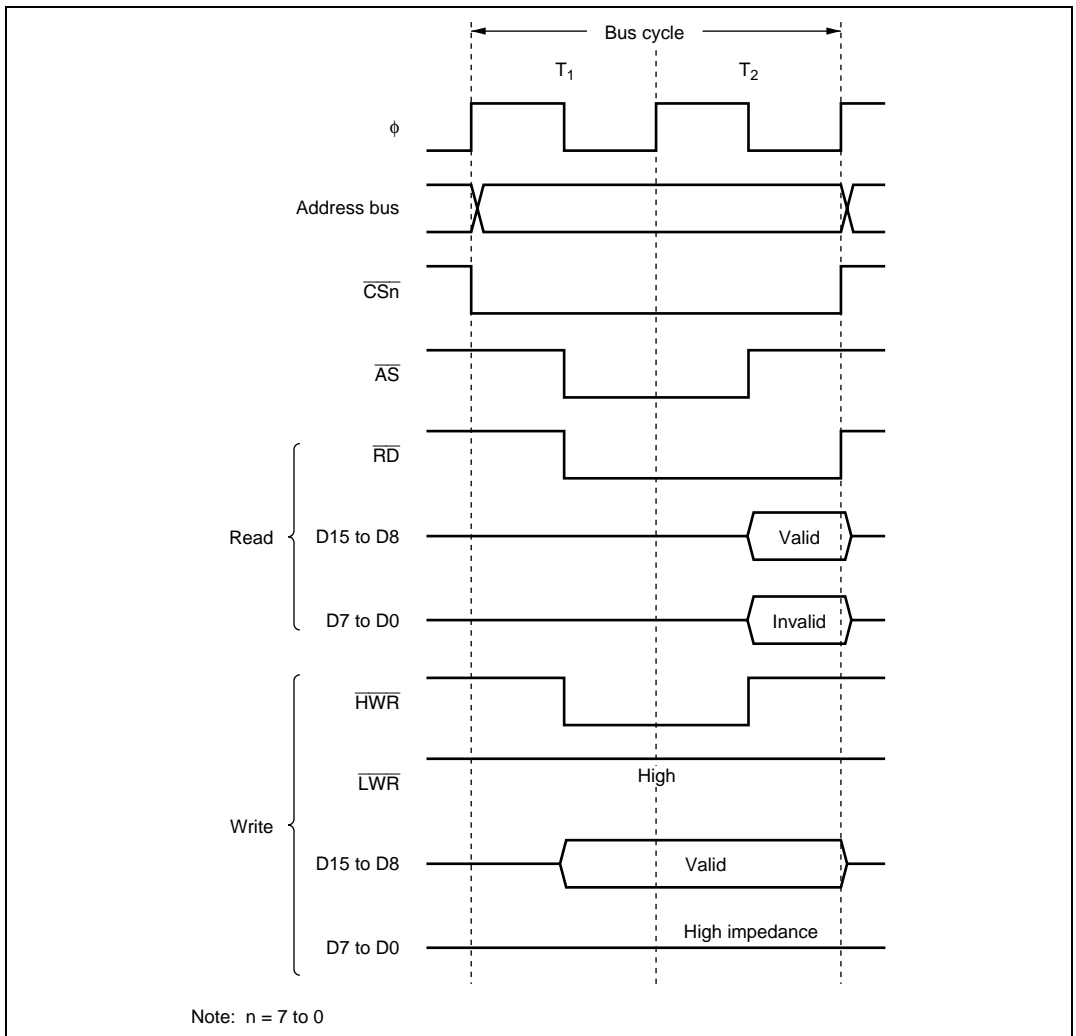 Bus cycle
T1 T2
φ
Address bus
CSn
AS
RD
Read
D15 to D8 Valid
D7 to D0 Invalid
HWR
LWR High
Write
D15 to D8 Valid
D7 to D0 High impedance
Note: n = 7 to 0